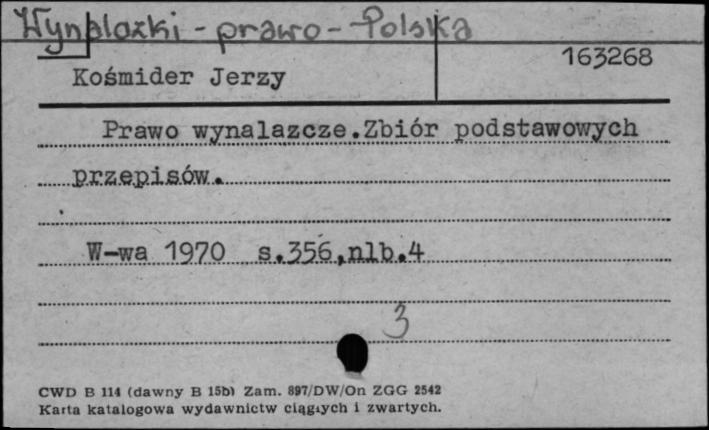 Wynalazki - prawo - Polska
163268
Kośmider Jerzy
Prawo wynalazcze.Zbiór podstawowych
przepisów.
W-wa 1970 s.356,nlb.4
3
CWD B 114 (dawny B 15b) Zam. 897/DW/On ZGG 2542
Karta katalogowa wydawnictw ciągłych i zwartych.